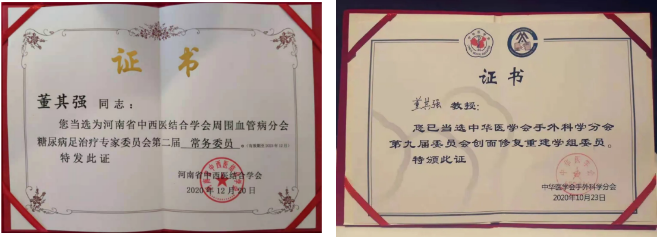 证书
董其强 同志：
您当选为河南省中西医结合学会周围血管病分会
糖尿病足治疗专家委员会第二届 常务委员。
特发此证
河南省中西医结合学会
2020年12月20日
证书
董其强 教授：
您已当选中华医学会手外科学分会
第九届委员会创面修复重建学组委员
特颁此证
中华医学会手外科学分会
2020年10月23日